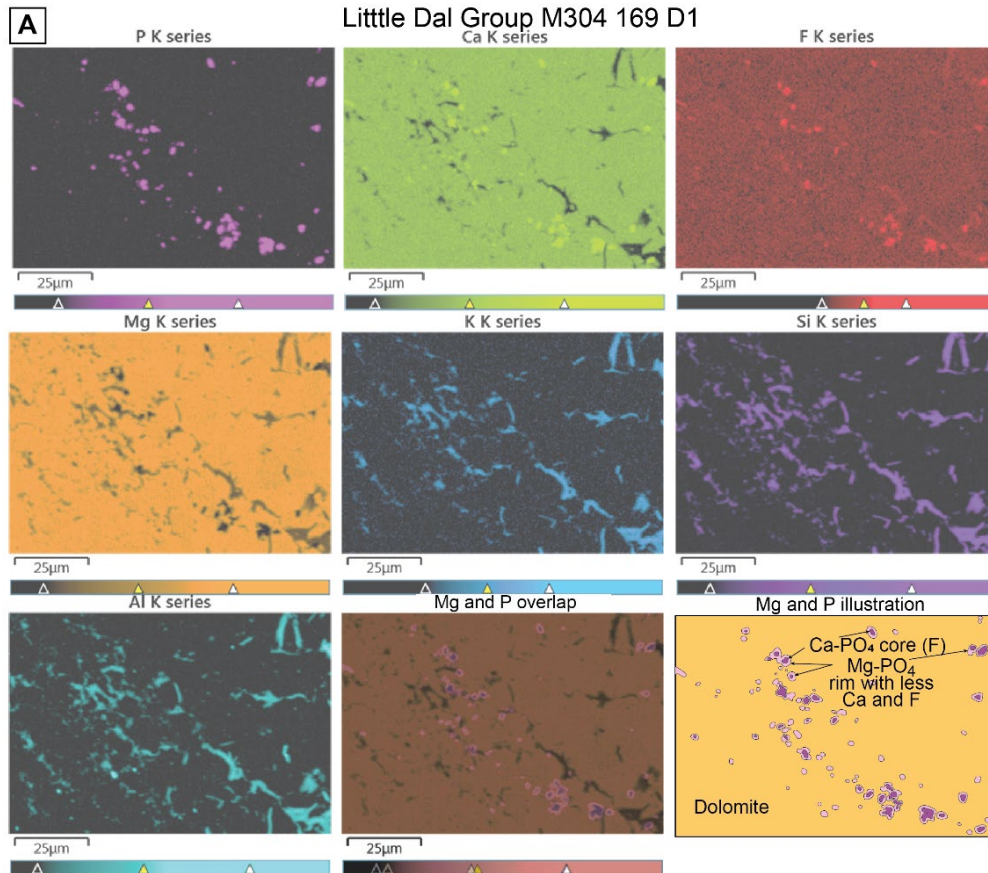 A
Litttle Dal Group M304 169 D1
P K series
Ca K series
F K series
25µm
25µm
25µm
Mg K series
K K series
Si K series
25µm
25µm
25µm
Al K series
Mg and P overlap
Mg and P illustration
Ca-PO₄ core (F)
Mg-PO₄
rim with less
Ca and F
Dolomite
25µm
25µm